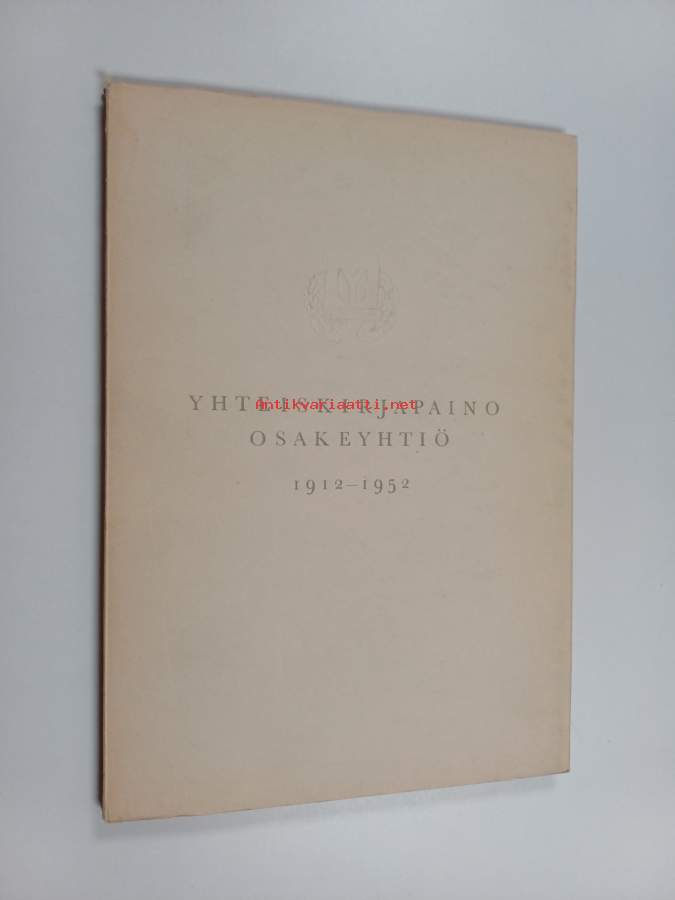 YHTEISKIRJAPAINO
Antikvariaatti.net
OSAKEYHTIÖ
1912–1952